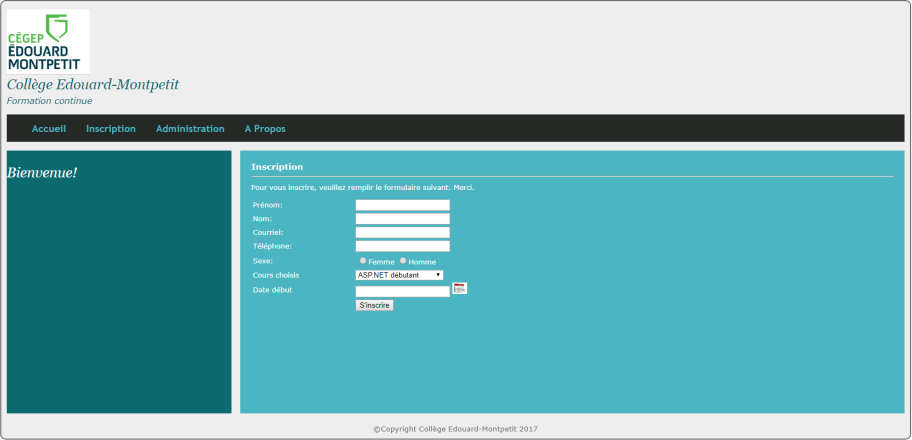 CÉGEP
ÉDOUARD
MONTPETIT
Collège Edouard-Montpetit
Formation continue
Accueil Inscription Administration A Propos
Bienvenue!
Inscription
Pour vous inscrire, veuillez remplir le formulaire suivant. Merci.
Prénom:
Nom:
Courriel:
Téléphone:
Sexe: Femme Homme
Cours choisis ASP.NET débutant
Date début
S'inscrire
©Copyright Collège Edouard-Montpetit 2017